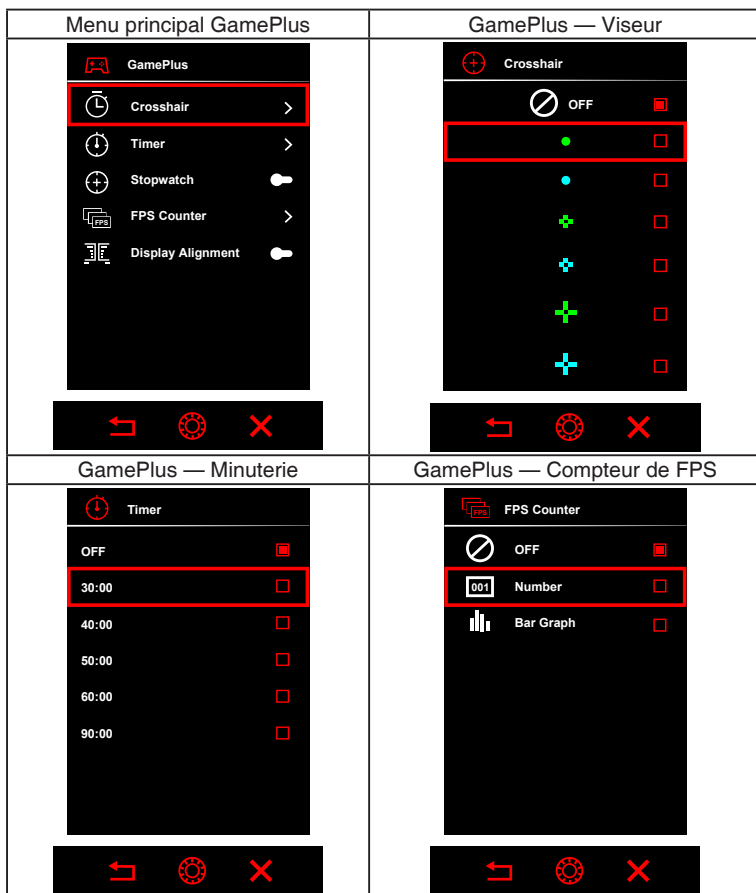 Menu principal GamePlus
GamePlus
Crosshair
Timer
Stopwatch
FPS
FPS Counter
Display Alignment
GamePlus — Viseur
Crosshair
OFF
GamePlus — Minuterie
Timer
OFF
30:00
40:00
50:00
60:00
90:00
GamePlus — Compteur de FPS
FPS FPS Counter
OFF
001 Number
Bar Graph